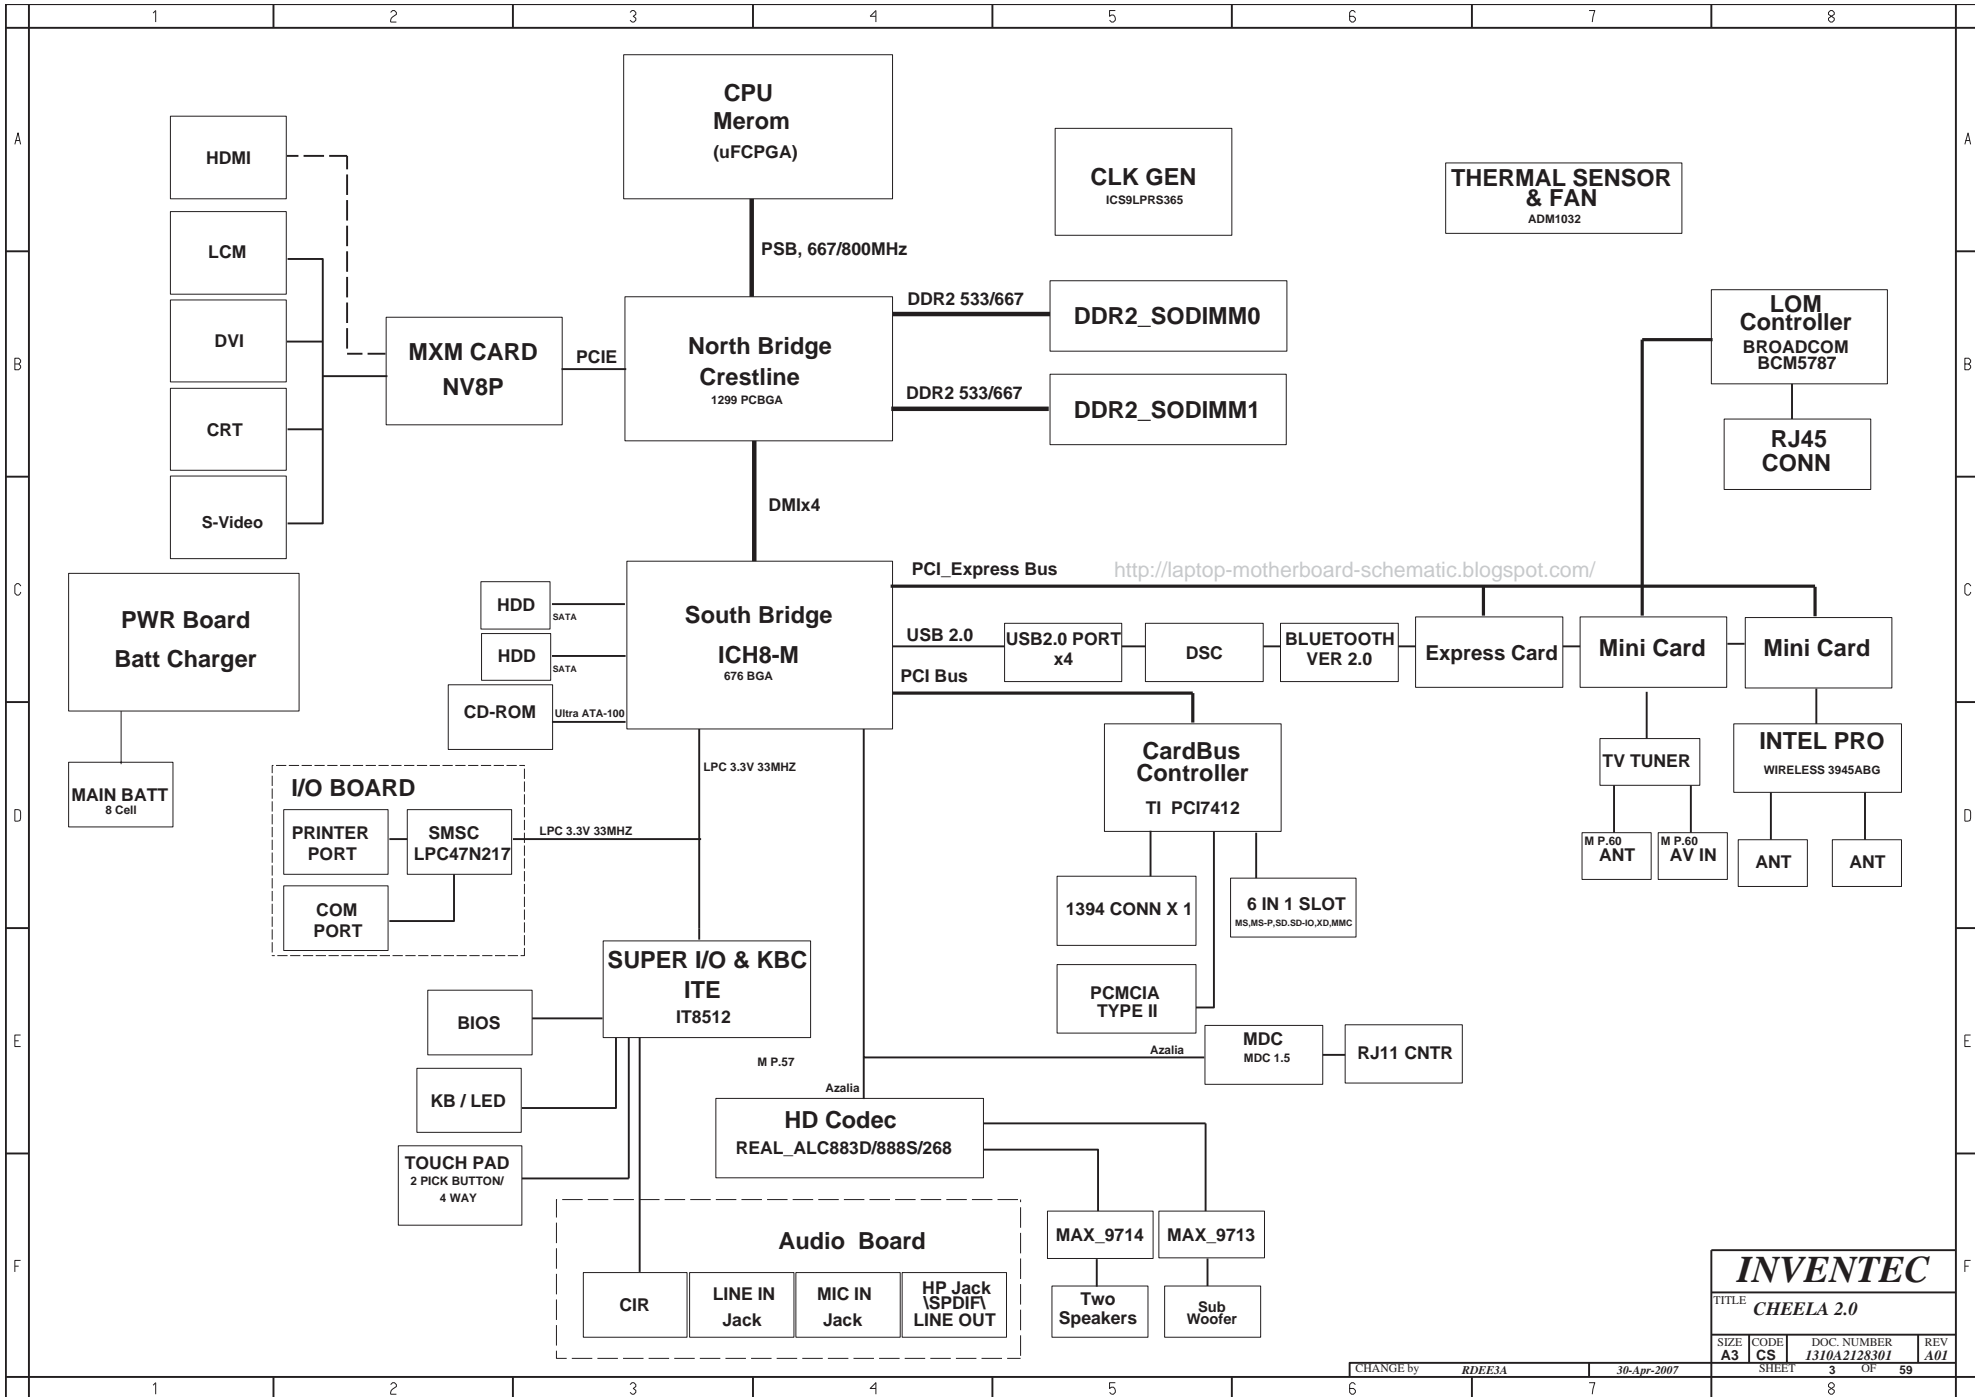 1 2 3 4 5 6 7 8
A
A
B
B
C
C
D
D
E
E
F
F
CPU
Merom
(uFCPGA)
CLK GEN
ICS9LPRS365
THERMAL SENSOR
& FAN
ADM1032
HDMI
LCM
DVI
CRT
S-Video
PSB, 667/800MHz
MXM CARD
NV8P
PCIE
North Bridge
Crestline
1299 PCBGA
DDR2 533/667
DDR2_SODIMM0
DDR2 533/667
DDR2_SODIMM1
LOM
Controller
BROADCOM
BCM5787
RJ45
CONN
DMIx4
PWR Board
Batt Charger
MAIN BATT
8 Cell
HDD
SATA
HDD
SATA
CD-ROM
Ultra ATA-100
South Bridge
ICH8-M
676 BGA
PCI_Express Bus
http://laptop-motherboard-schematic.blogspot.com/
USB 2.0
USB2.0 PORT
x4
DSC
BLUETOOTH
VER 2.0
Express Card
Mini Card
Mini Card
PCI Bus
CardBus
Controller
TI PCI7412
TV TUNER
INTEL PRO
WIRELESS 3945ABG
M P.60
ANT
M P.60
AV IN
ANT
ANT
1394 CONN X 1
6 IN 1 SLOT
MS,MS-P,SD.SD-IO,XD,MMC
PCMCIA
TYPE II
LPC 3.3V 33MHZ
I/O BOARD
PRINTER
PORT
SMSC
LPC47N217
LPC 3.3V 33MHZ
COM
PORT
SUPER I/O & KBC
ITE
IT8512
BIOS
KB / LED
TOUCH PAD
2 PICK BUTTON/
4 WAY
M P.57
Azalia
Azalia
MDC
MDC 1.5
RJ11 CNTR
HD Codec
REAL_ALC883D/888S/268
MAX_9714
MAX_9713
Two
Speakers
Sub
Woofer
Audio Board
CIR
LINE IN
Jack
MIC IN
Jack
HP Jack
\SPDIF\
LINE OUT
INVENTEC
TITLE CHEELA 2.0
SIZE CODE DOC. NUMBER REV
A3 CS 1310A2128301 A01
CHANGE by RDEE3A 30-Apr-2007 SHEET 3 OF 59
1 2 3 4 5 6 7 8